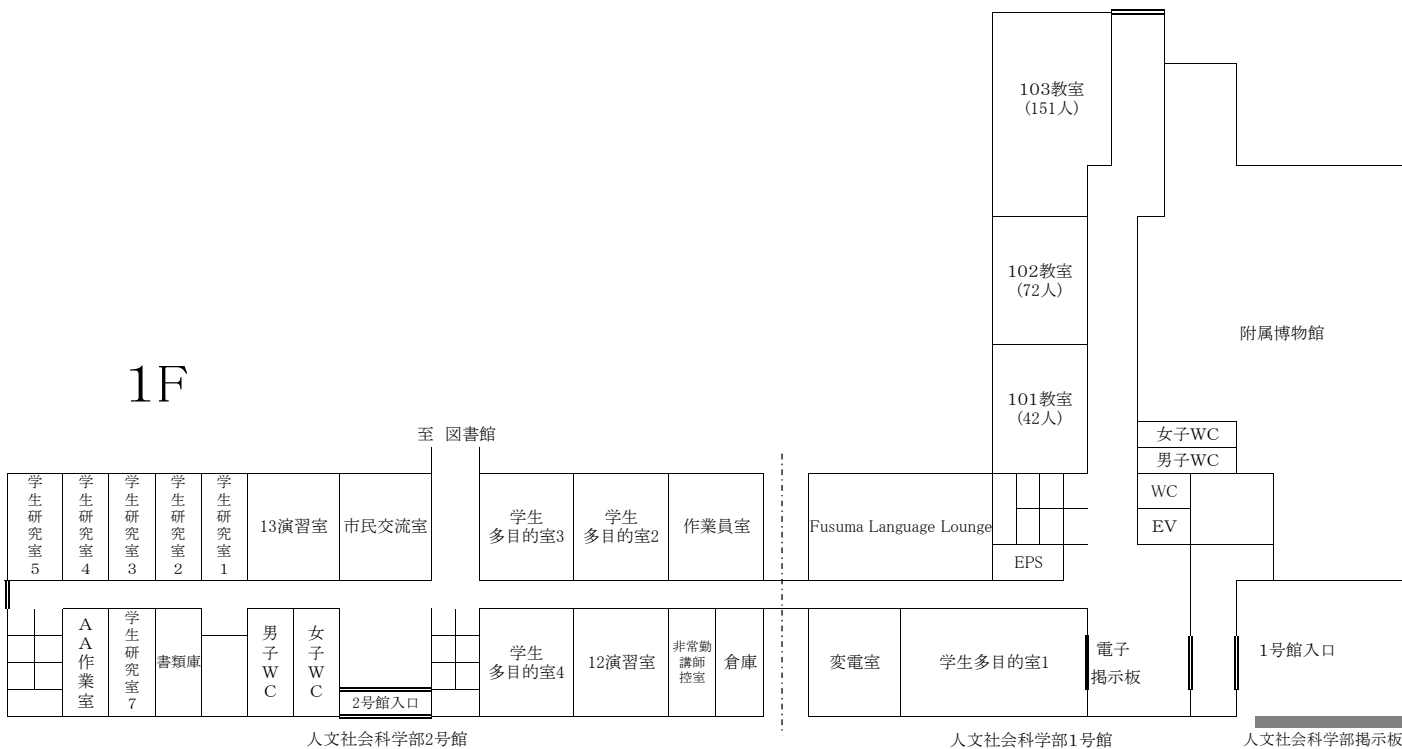 103教室
(151人)
102教室
(72人)
附属博物館
1F
101教室
(42人)
至 図書館
女子WC
男子WC
学生研究室5
学生研究室4
学生研究室3
学生研究室2
学生研究室1
13演習室
市民交流室
学生
多目的室3
学生
多目的室2
作業員室
Fusuma Language Lounge
EPS
WC
EV
AA作業室
学生研究室7
書類庫
男子WC
女子WC
2号館入口
学生
多目的室4
12演習室
非常勤
講師
控室
倉庫
変電室
学生多目的室1
電子
掲示板
1号館入口
人文社会科学部2号館
人文社会科学部1号館
人文社会科学部掲示板